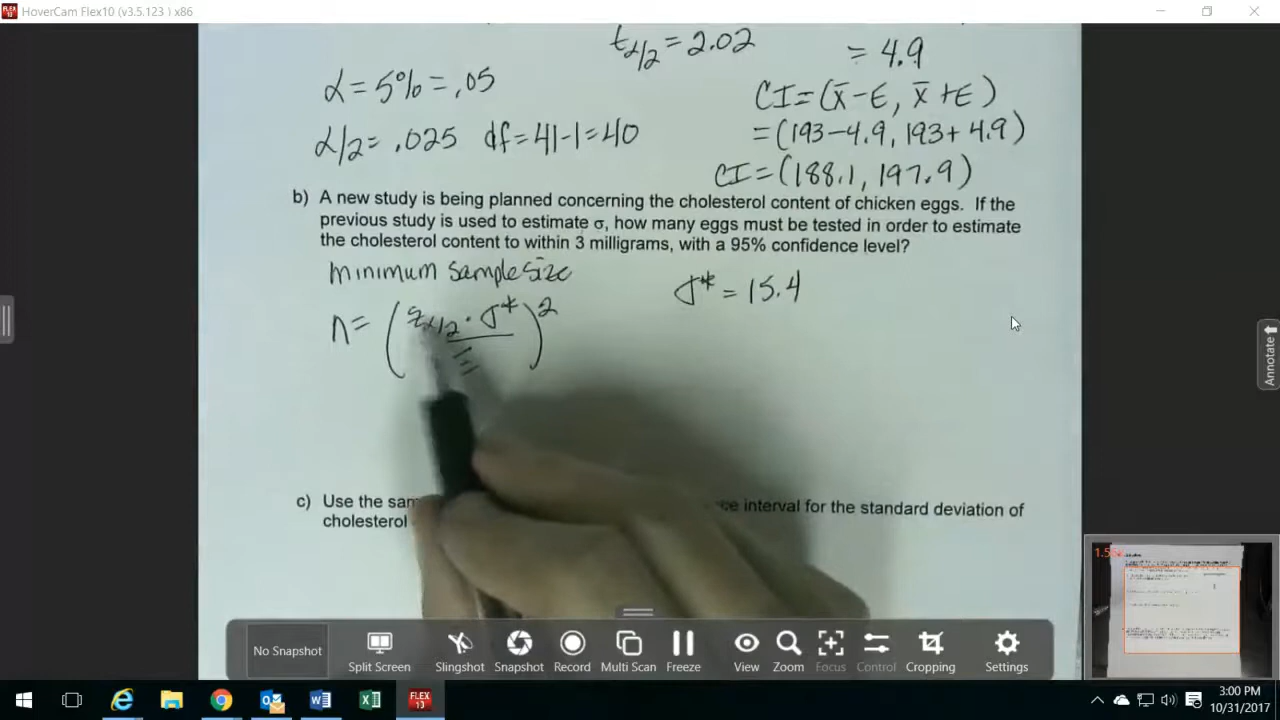 HoverCam Flex10 (v3.5.123 ) x86
t α/2 = 2.02
= 4.9
α = 5% = .05
CI = (x̄ - E, x̄ + E)
α/2 = .025 df = 41-1 = 40
= (193 - 4.9, 193 + 4.9)
CI = (188.1, 197.9)
b) A new study is being planned concerning the cholesterol content of chicken eggs. If the
previous study is used to estimate σ, how many eggs must be tested in order to estimate
the cholesterol content to within 3 milligrams, with a 95% confidence level?
minimum sample size
σ* = 15.4
n = (z α/2 · σ* / E)²
c) Use the interval for the standard deviation of
cholesterol
Annotate
No Snapshot
Split Screen
Slingshot
Snapshot
Record
Multi Scan
Freeze
View
Zoom
Focus
Control
Cropping
Settings
FLEX
3:00 PM
10/31/2017